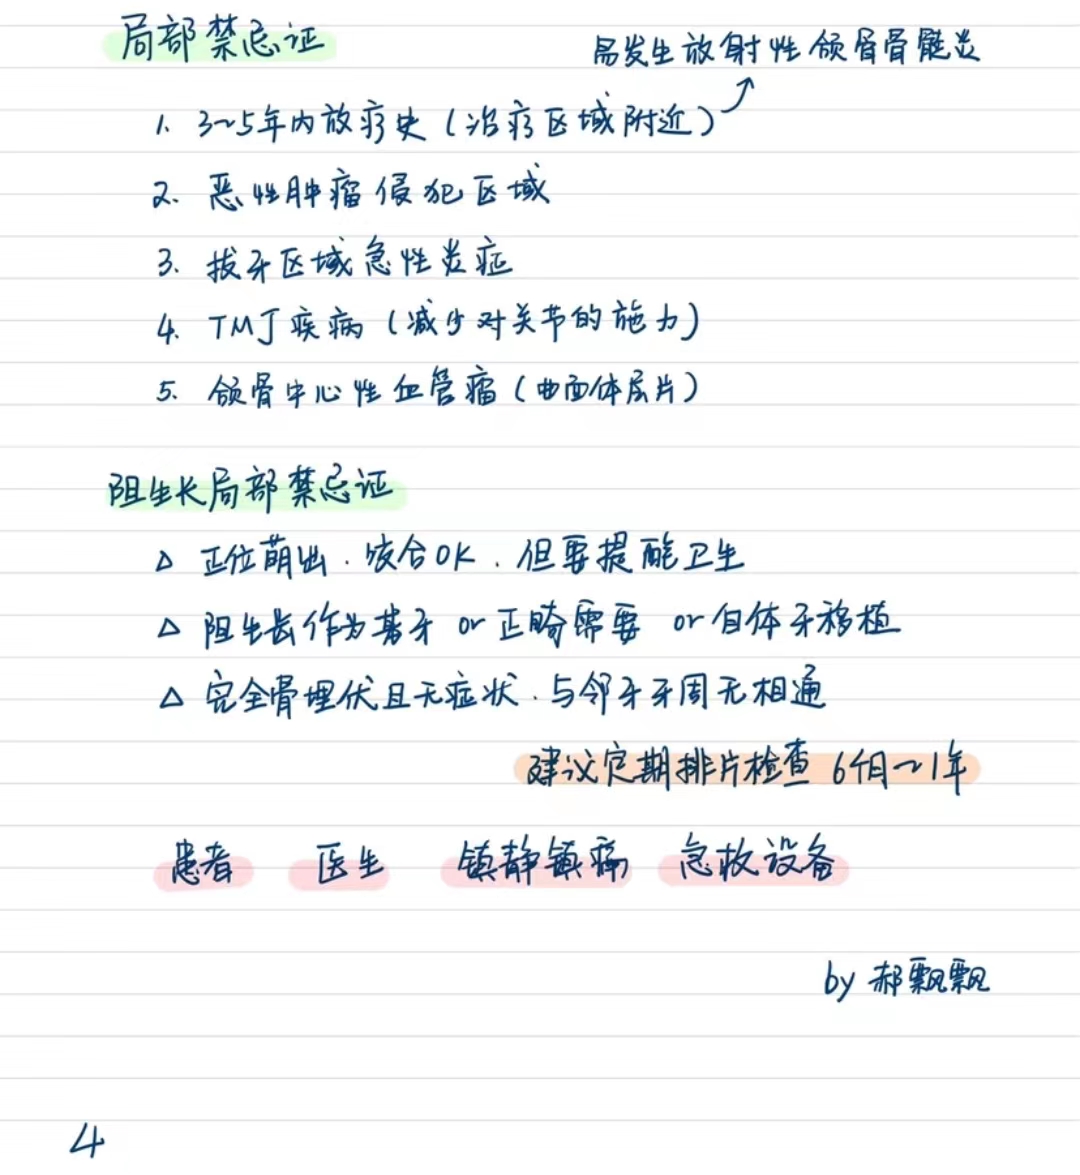 局部禁忌证
易发生放射性颌骨骨髓炎
1. 3~5年内放疗史(治疗区域附近)
2. 恶性肿瘤侵犯区域
3. 拔牙区域急性炎症
4. TMJ疾病(减少对关节的施力)
5. 颌骨中心性血管瘤(曲面体层片)
阻生长局部禁忌证
△ 正位萌出.咬合OK.但要提醒卫生
△ 阻生长作为基牙 or 正畸需要 or 自体牙移植
△ 完全骨埋伏且无症状.与邻牙牙周无相通
建议定期排片检查 6个月~1年
患者 医生 镇静镇痛 急救设备
by 郝飘飘
4